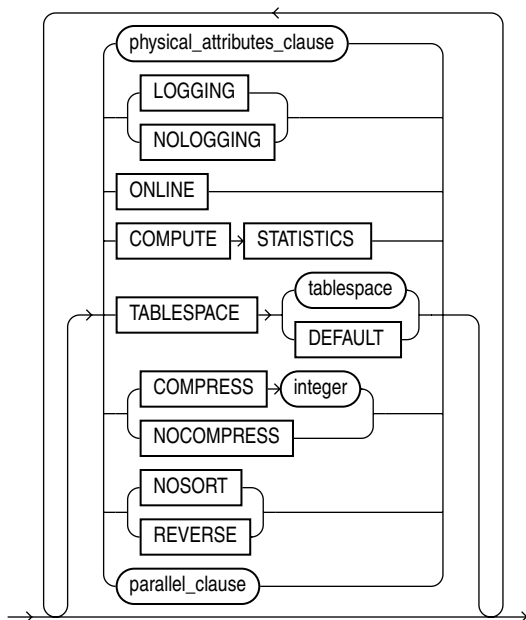 physical_attributes_clause
LOGGING
NOLOGGING
ONLINE
COMPUTE STATISTICS
tablespace
TABLESPACE
DEFAULT
COMPRESS integer
NOCOMPRESS
NOSORT
REVERSE
parallel_clause